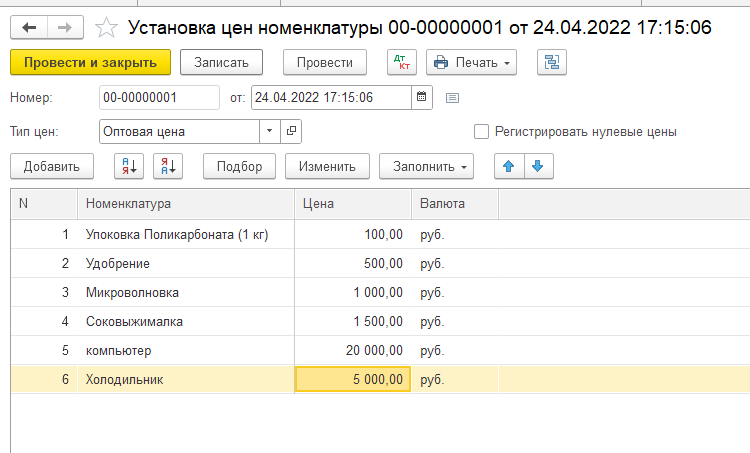 Установка цен номенклатуры 00-00000001 от 24.04.2022 17:15:06
Провести и закрыть Записать Провести Дт Кт Печать
Номер: 00-00000001 от: 24.04.2022 17:15:06
Тип цен: Оптовая цена Регистрировать нулевые цены
Добавить А Я Я А Подбор Изменить Заполнить
N Номенклатура Цена Валюта
1 Упоковка Поликарбоната (1 кг) 100,00 руб.
2 Удобрение 500,00 руб.
3 Микроволновка 1 000,00 руб.
4 Соковыжималка 1 500,00 руб.
5 компьютер 20 000,00 руб.
6 Холодильник 5 000,00 руб.